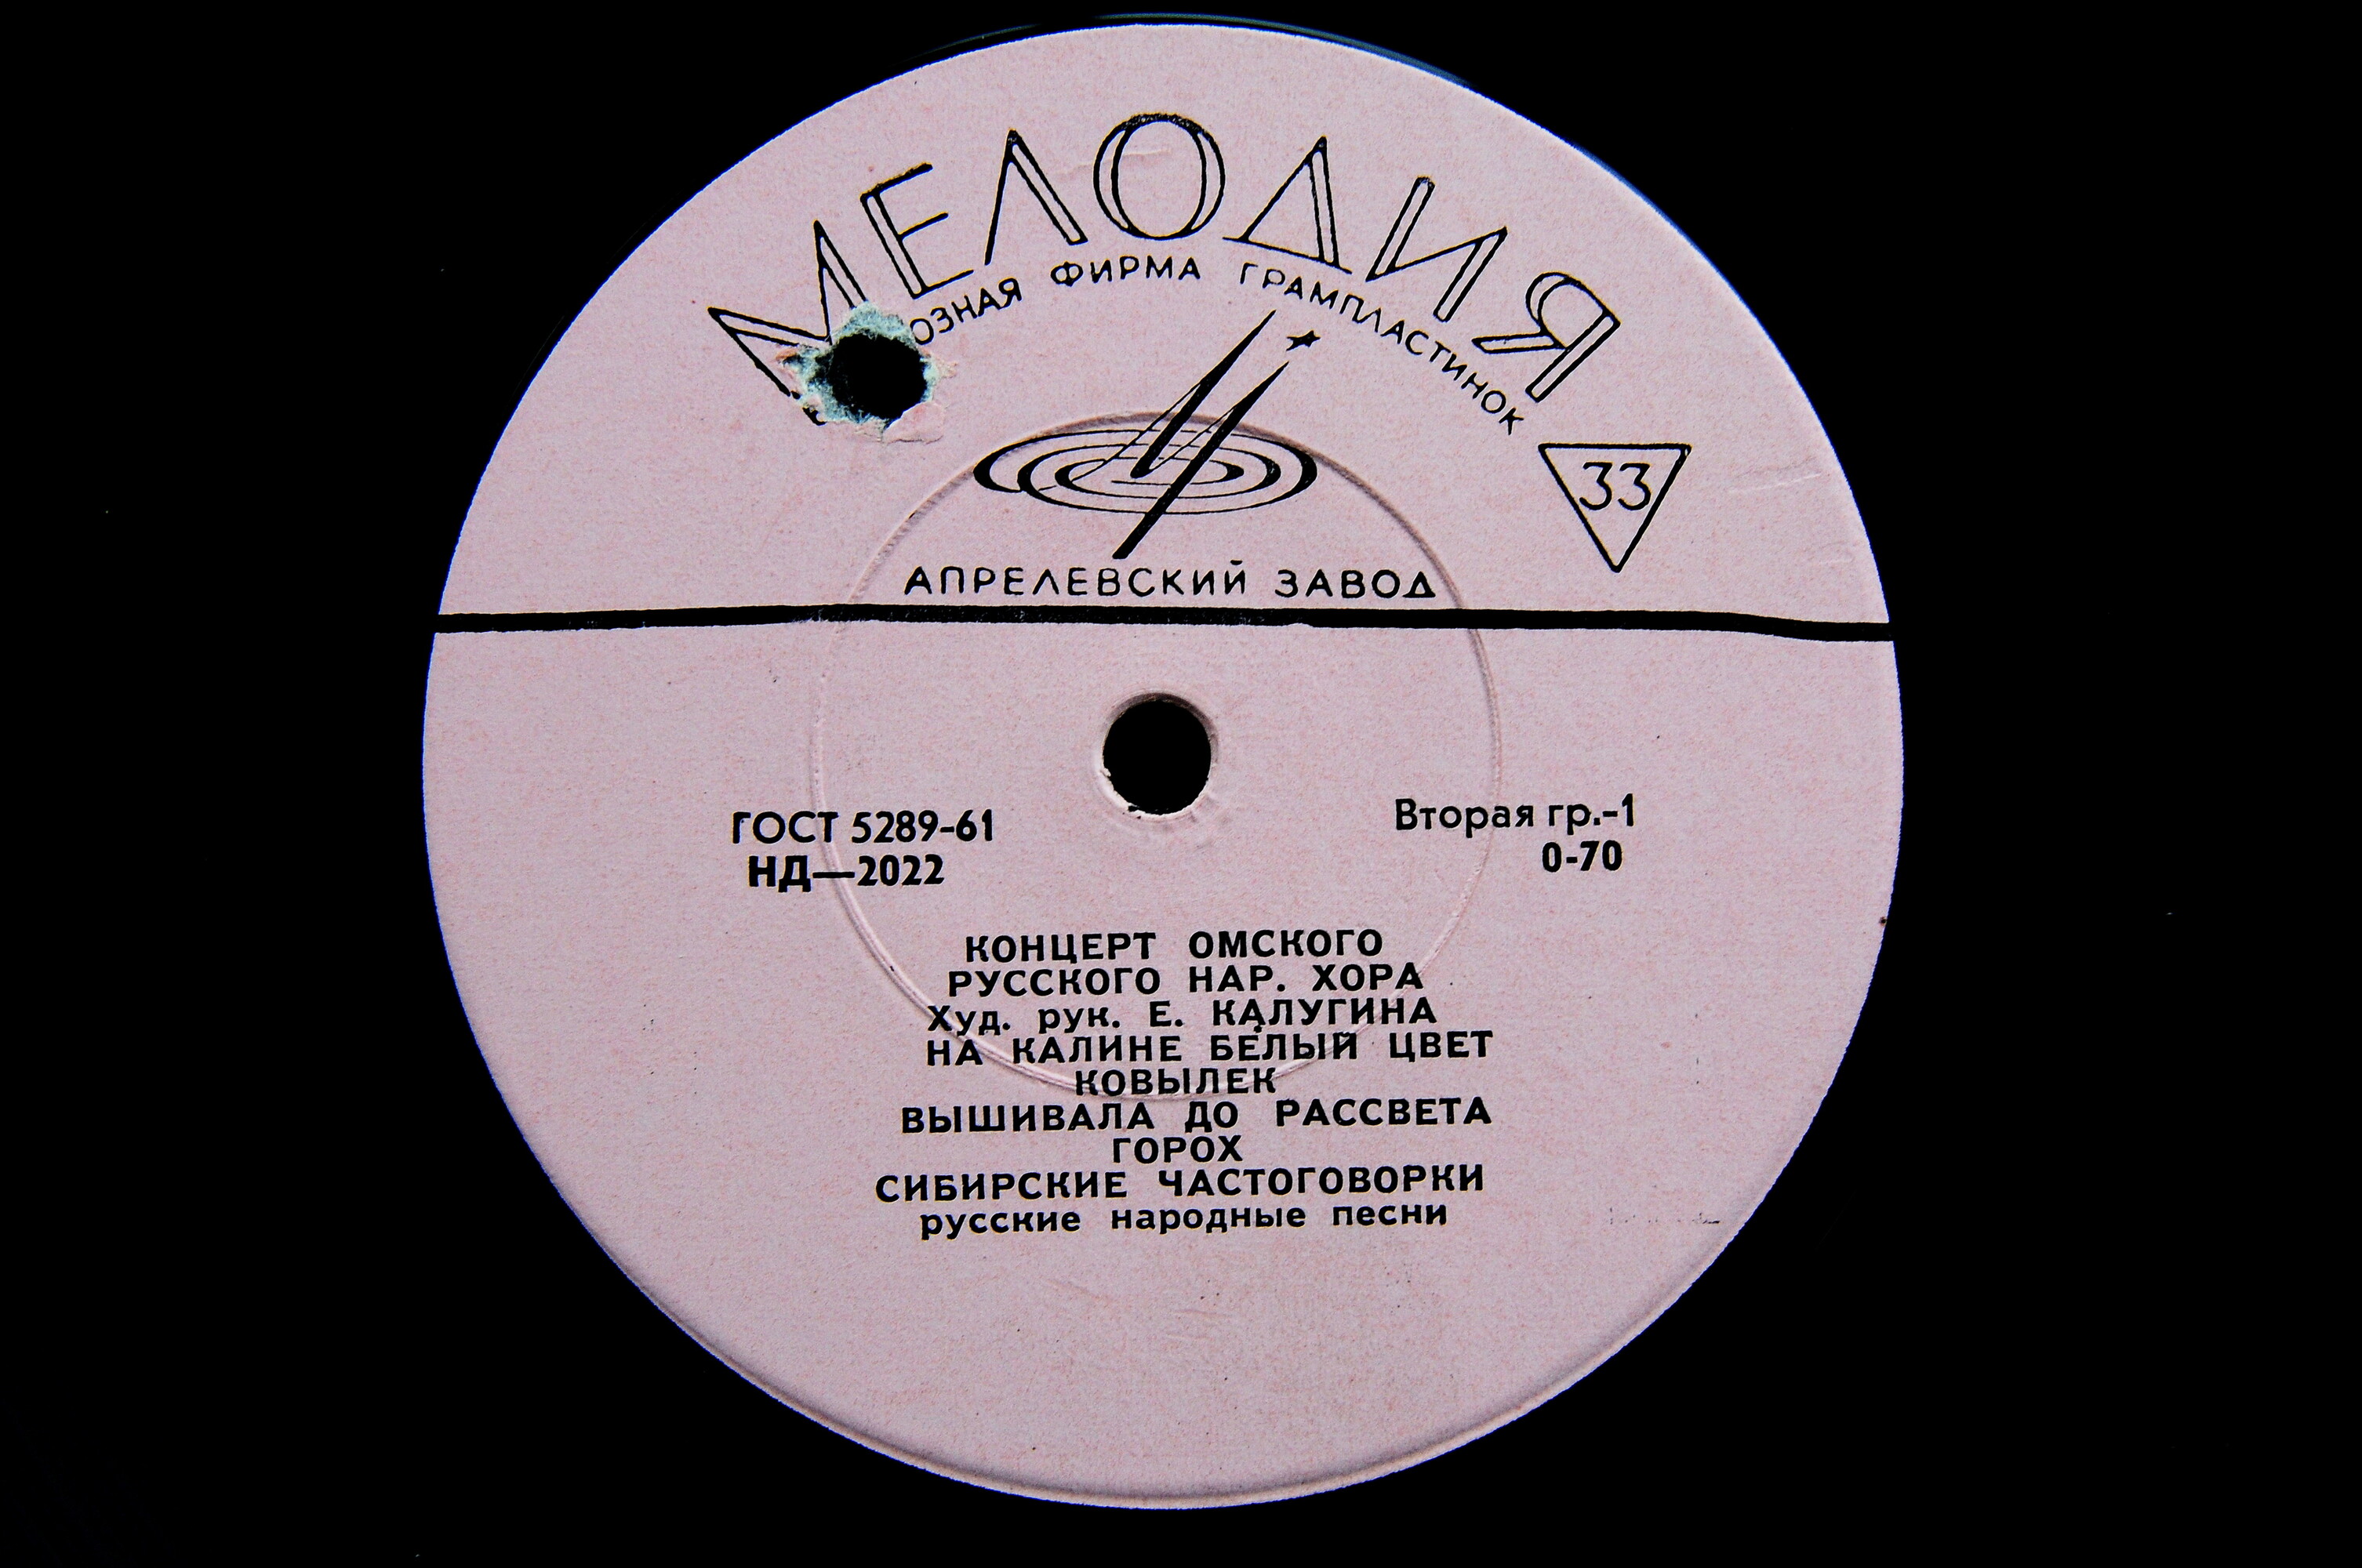 МЕЛОДИЯ
ФИРМА ГРАМПЛАСТИНОК
33
АПРЕЛЕВСКИЙ ЗАВОД
ГОСТ 5289-61
НД—2022
Вторая гр.-1
0-70
КОНЦЕРТ ОМСКОГО
РУССКОГО НАР. ХОРА
Худ. рук. Е. КАЛУГИНА
НА КАЛИНЕ БЕЛЫЙ ЦВЕТ
КОВЫЛЕК
ВЫШИВАЛА ДО РАССВЕТА
ГОРОХ
СИБИРСКИЕ ЧАСТОГОВОРКИ
русские народные песни